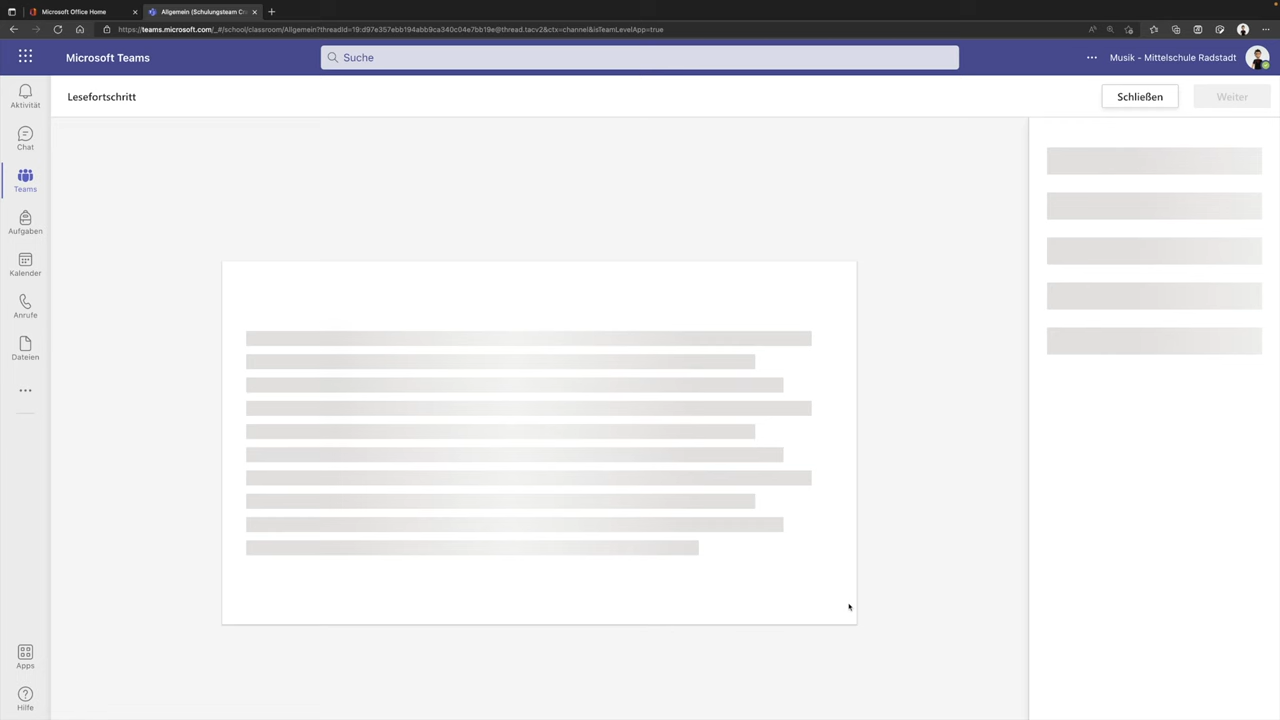 Microsoft Office Home
Allgemein (Schulungsteam Cr
https://teams.microsoft.com/_#/school/classroom/Allgemein?threadId=19:d97e357ebb194abb9ca340c04e7bb19e@thread.tacv2&ctx=channel&isTeamLevelApp=true
Microsoft Teams
Suche
Musik - Mittelschule Radstadt
Lesefortschritt
Schließen
Weiter
Aktivität
Chat
Teams
Aufgaben
Kalender
Anrufe
Dateien
Apps
Hilfe